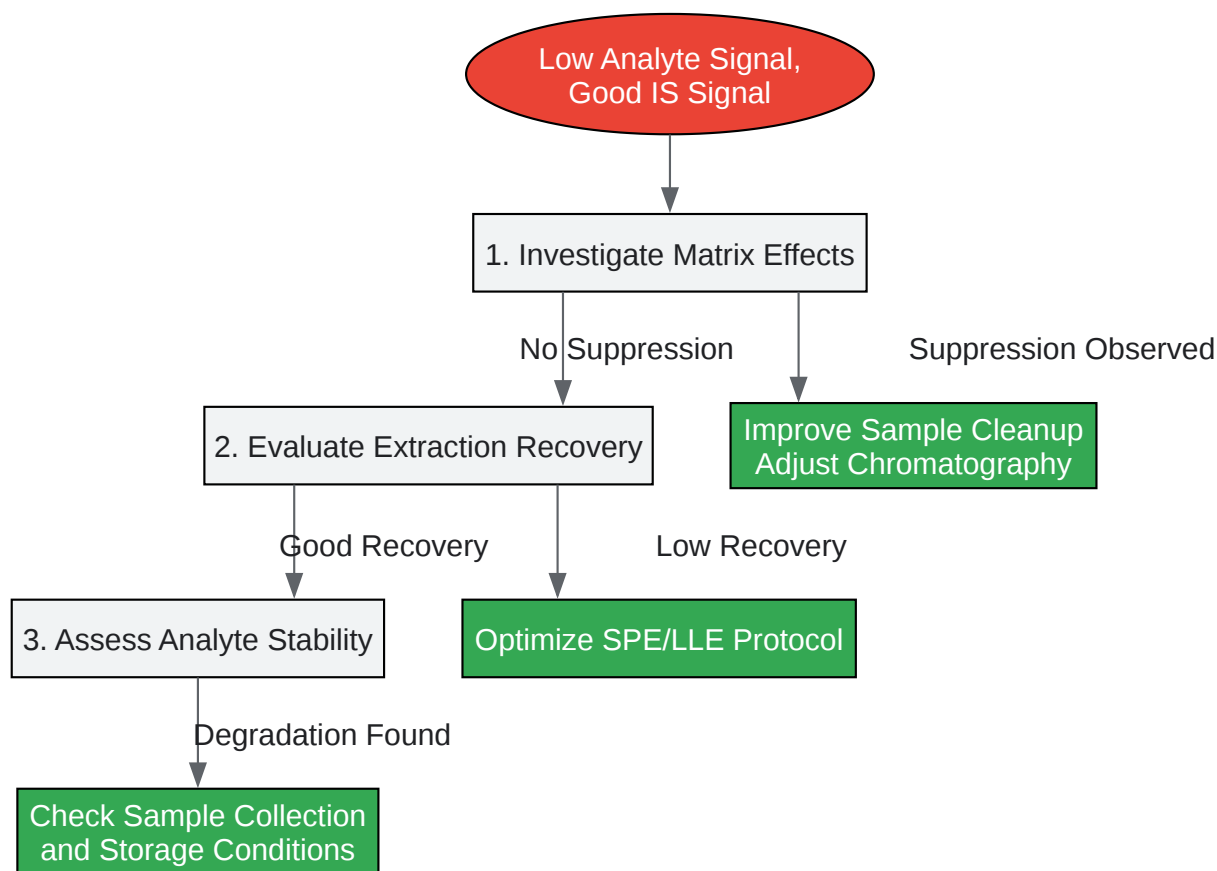 Low Analyte Signal,
Good IS Signal
1. Investigate Matrix Effects
No Suppression
Suppression Observed
Improve Sample Cleanup
Adjust Chromatography
2. Evaluate Extraction Recovery
Good Recovery
Low Recovery
3. Assess Analyte Stability
Optimize SPE/LLE Protocol
Degradation Found
Check Sample Collection
and Storage Conditions